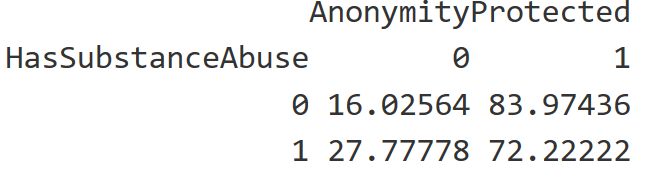 AnonymityProtected
HasSubstanceAbuse 0 1
0 16.02564 83.97436
1 27.77778 72.22222